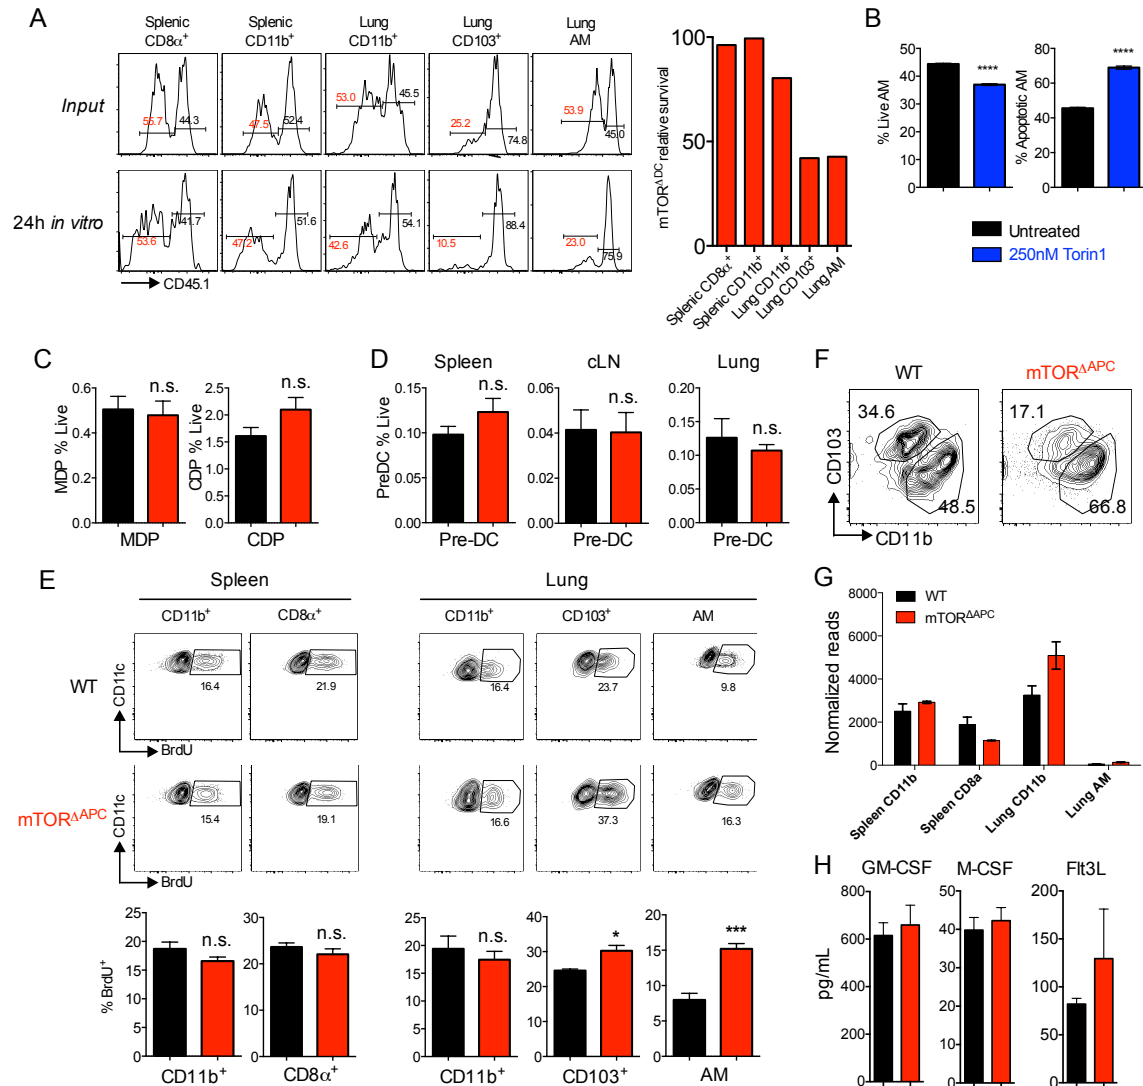 A
Splenic CD8α+
Splenic CD11b+
Lung CD11b+
Lung CD103+
Lung AM
Input
55.7 44.3
47.5 52.4
53.0 45.5
25.2 74.8
53.9 45.0
24h in vitro
53.6 41.7
47.2 51.6
42.6 54.1
10.5 88.4
23.0 75.9
CD45.1
mTORΔDC relative survival
100
50
0
Splenic CD8α+
Splenic CD11b+
Lung CD11b+
Lung CD103+
Lung AM
B
% Live AM
50
40
30
20
10
0
****
% Apoptotic AM
80
60
40
20
0
****
Untreated
250nM Torin1
C
MDP % Live
0.6
0.4
0.2
0.0
n.s.
MDP
CDP % Live
2.5
2.0
1.5
1.0
0.5
0.0
n.s.
CDP
D
Spleen
PreDC % Live
0.15
0.10
0.05
0.00
n.s.
Pre-DC
cLN
0.06
0.04
0.02
0.00
n.s.
Pre-DC
Lung
0.20
0.15
0.10
0.05
0.00
n.s.
Pre-DC
F
WT
mTORΔAPC
34.6
48.5
17.1
66.8
CD103
CD11b
E
Spleen
Lung
CD11b+
CD8α+
CD11b+
CD103+
AM
WT
CD11c
BrdU
16.4
21.9
16.4
23.7
9.8
mTORΔAPC
CD11c
BrdU
15.4
19.1
16.6
37.3
16.3
% BrdU+
25
20
15
10
5
0
n.s.
CD11b+
30
20
10
0
n.s.
CD8α+
25
20
15
10
5
0
n.s.
CD11b+
40
30
20
10
0
*
CD103+
20
15
10
5
0
***
AM
G
WT
mTORΔAPC
Normalized reads
8000
6000
4000
2000
0
Spleen CD11b
Spleen CD8a
Lung CD11b
Lung AM
H
GM-CSF
pg/mL
800
600
400
200
0
M-CSF
50
40
30
20
10
0
Flt3L
200
150
100
50
0